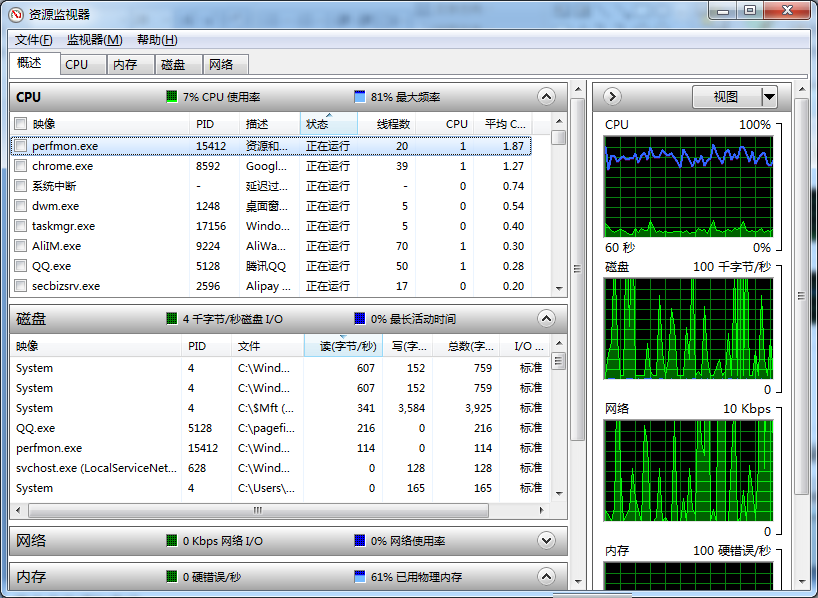 资源监视器
文件(F) 监视器(M) 帮助(H)
概述 CPU 内存 磁盘 网络
CPU 7% CPU 使用率 81% 最大频率
映像 PID 描述 状态 线程数 CPU 平均 C...
perfmon.exe 15412 资源和... 正在运行 20 1 1.87
chrome.exe 8592 Googl... 正在运行 39 1 1.27
系统中断 - 延迟过... 正在运行 - 0 0.74
dwm.exe 1248 桌面窗... 正在运行 5 0 0.54
taskmgr.exe 17156 Windo... 正在运行 5 0 0.40
AliIM.exe 9224 AliWa... 正在运行 70 1 0.30
QQ.exe 5128 腾讯QQ 正在运行 50 1 0.28
secbizsrv.exe 2596 Alipay ... 正在运行 17 0 0.20
磁盘 4 千字节/秒磁盘 I/O 0% 最长活动时间
映像 PID 文件 读(字节/秒) 写(字... 总数(字... I/O ...
System 4 C:\Wind... 607 152 759 标准
System 4 C:\Wind... 607 152 759 标准
System 4 C:\$Mft (... 341 3,584 3,925 标准
QQ.exe 5128 C:\pagefi... 216 0 216 标准
perfmon.exe 15412 C:\Wind... 114 0 114 标准
svchost.exe (LocalServiceNet... 628 C:\Wind... 0 128 128 标准
System 4 C:\Users\... 0 165 165 标准
网络 0 Kbps 网络 I/O 0% 网络使用率
内存 0 硬错误/秒 61% 已用物理内存
视图
CPU 100%
60 秒 0%
磁盘 100 千字节/秒
0
网络 10 Kbps
0
内存 100 硬错误/秒